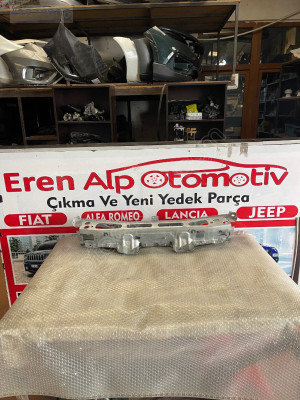 Eren Alp Otomotiv
Çıkma Ve Yeni Yedek Parça
FIAT ALFA ROMEO LANCIA JEEP